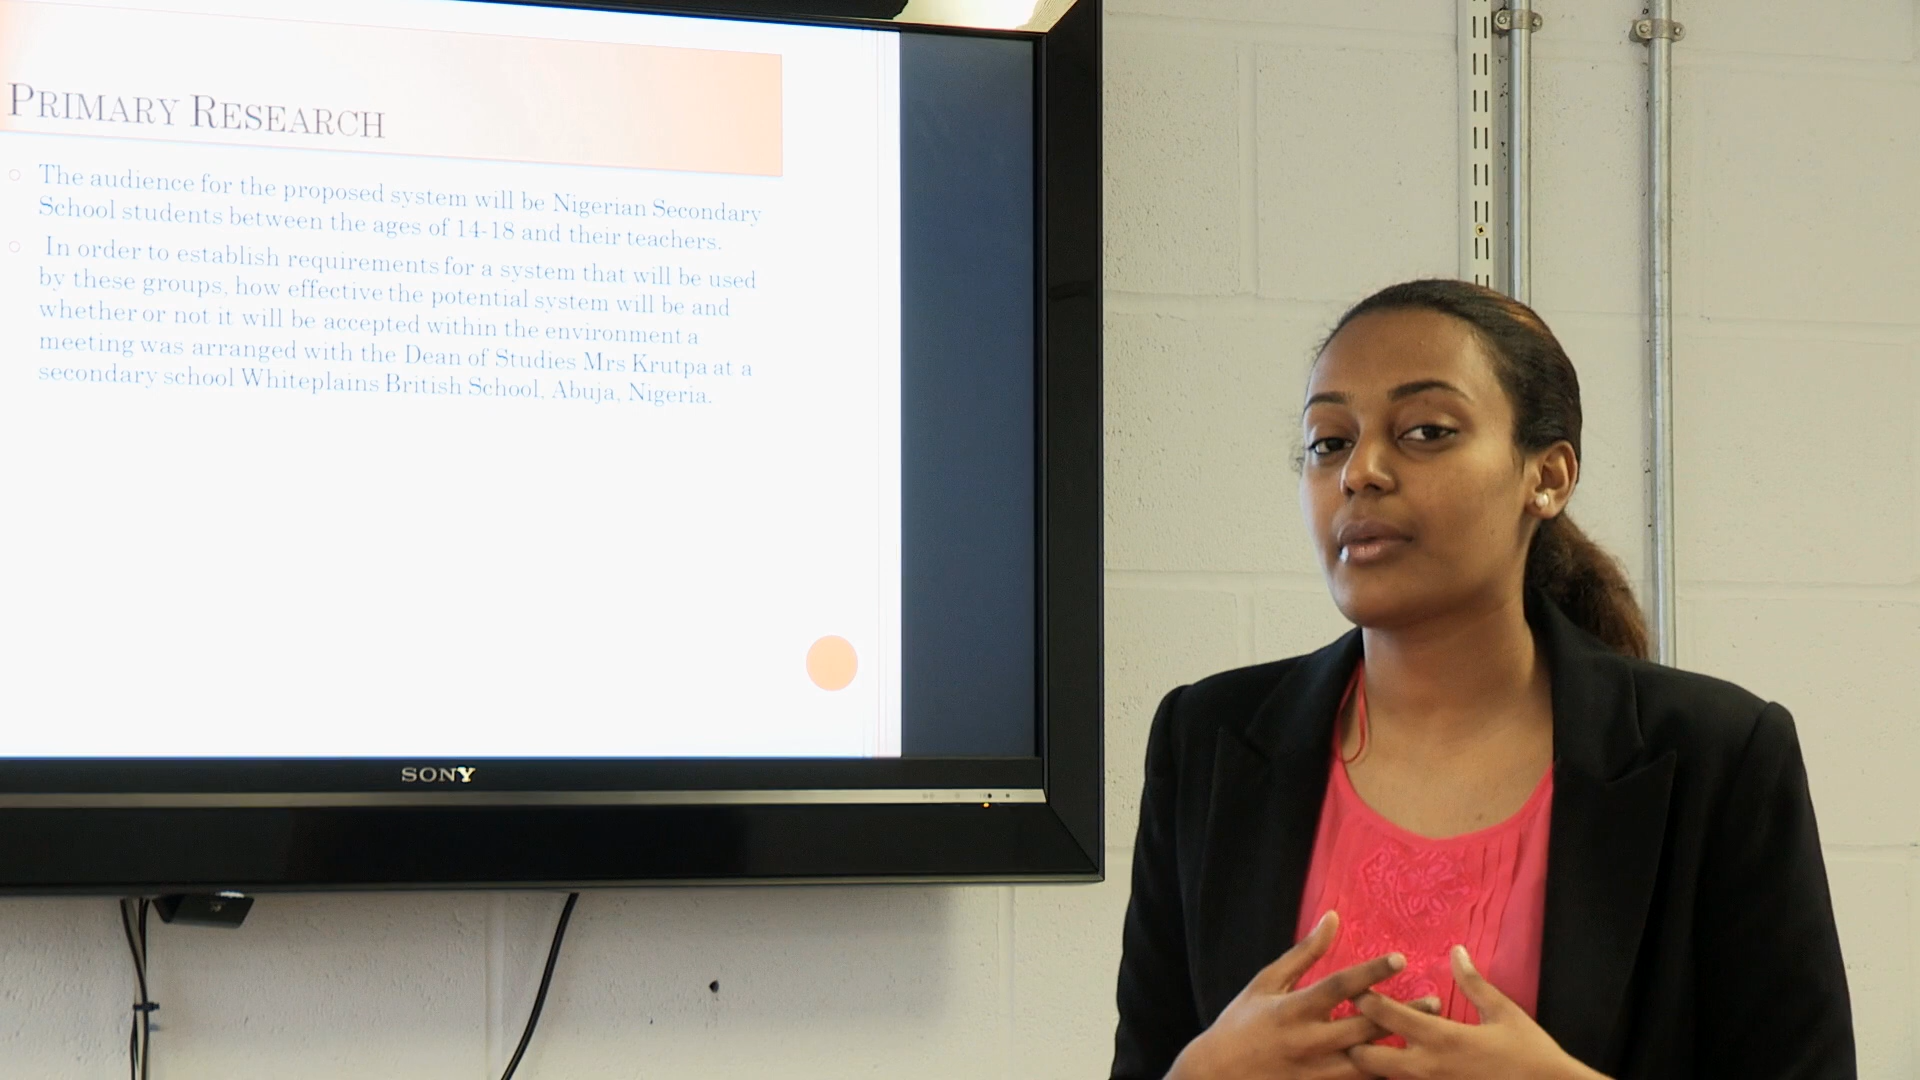 PRIMARY RESEARCH
The audience for the proposed system will be Nigerian Secondary
School students between the ages of 14-18 and their teachers.
In order to establish requirements for a system that will be used
by these groups, how effective the potential system will be and
whether or not it will be accepted within the environment a
meeting was arranged with the Dean of Studies Mrs Krutpa at a
secondary school Whiteplains British School, Abuja, Nigeria.
SONY